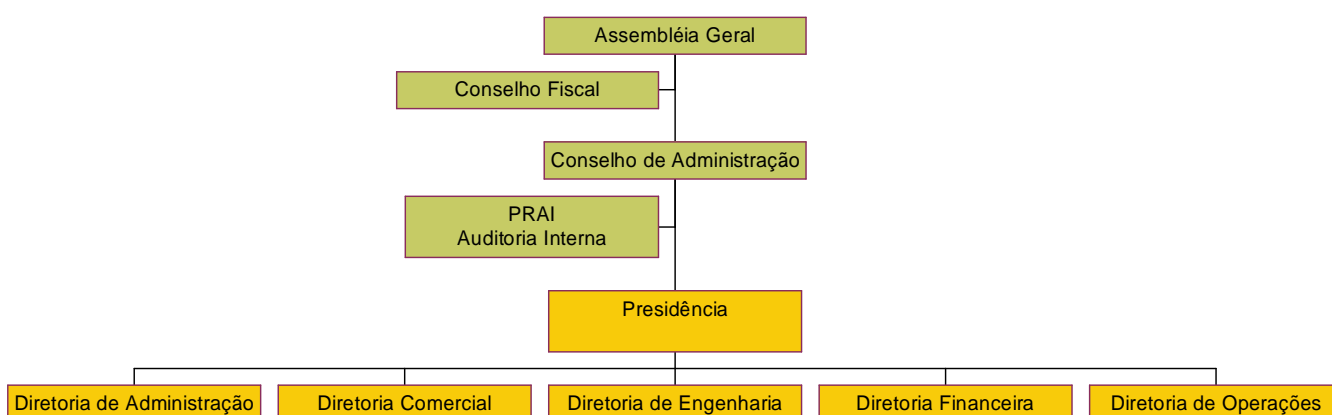 Assembléia Geral
Conselho Fiscal
Conselho de Administração
PRAI
Auditoria Interna
Presidência
Diretoria de Administração
Diretoria Comercial
Diretoria de Engenharia
Diretoria Financeira
Diretoria de Operações